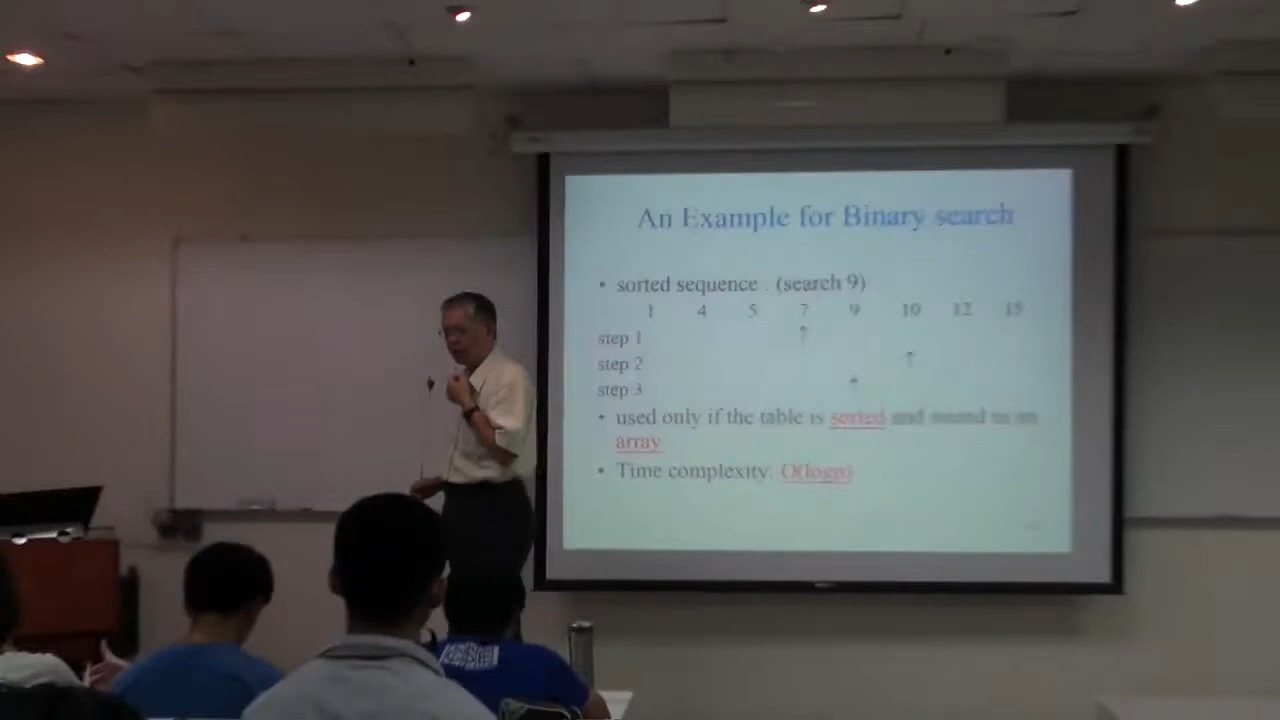 An Example for Binary search
• sorted sequence : (search 9)
1 4 5 7 9 10 12 15
step 1 ↑
step 2 ↑
step 3 ↑
• used only if the table is sorted and stored in an
array
• Time complexity: O(logn)